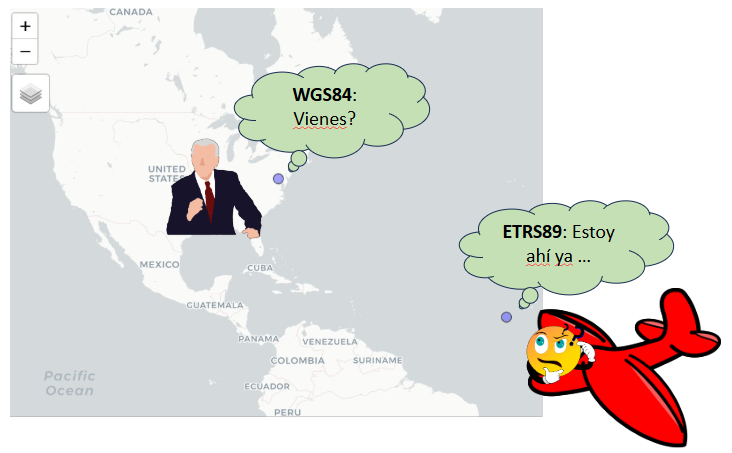 +
−
CANADA
WGS84:
Vienes?
UNITED
STATES
ETRS89: Estoy
ahí ya ...
MEXICO
CUBA
GUATEMALA
PANAMA
VENEZUELA
COLOMBIA
SURINAME
Pacific
Ocean
ECUADOR
PERU